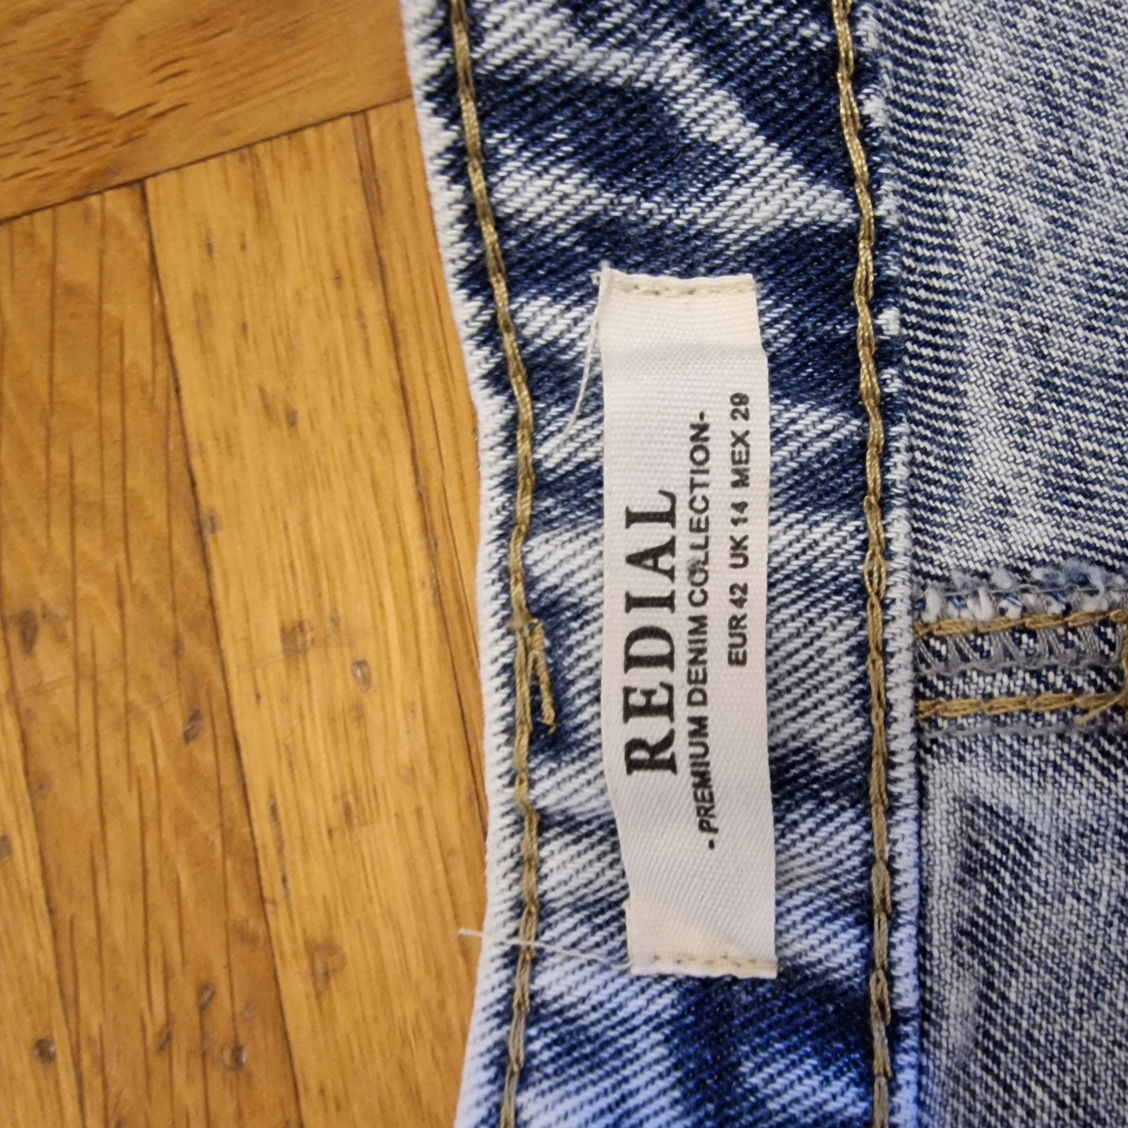 REDIAL
-PREMIUM DENIM COLLECTION-
EUR 42 UK 14 MEX 29